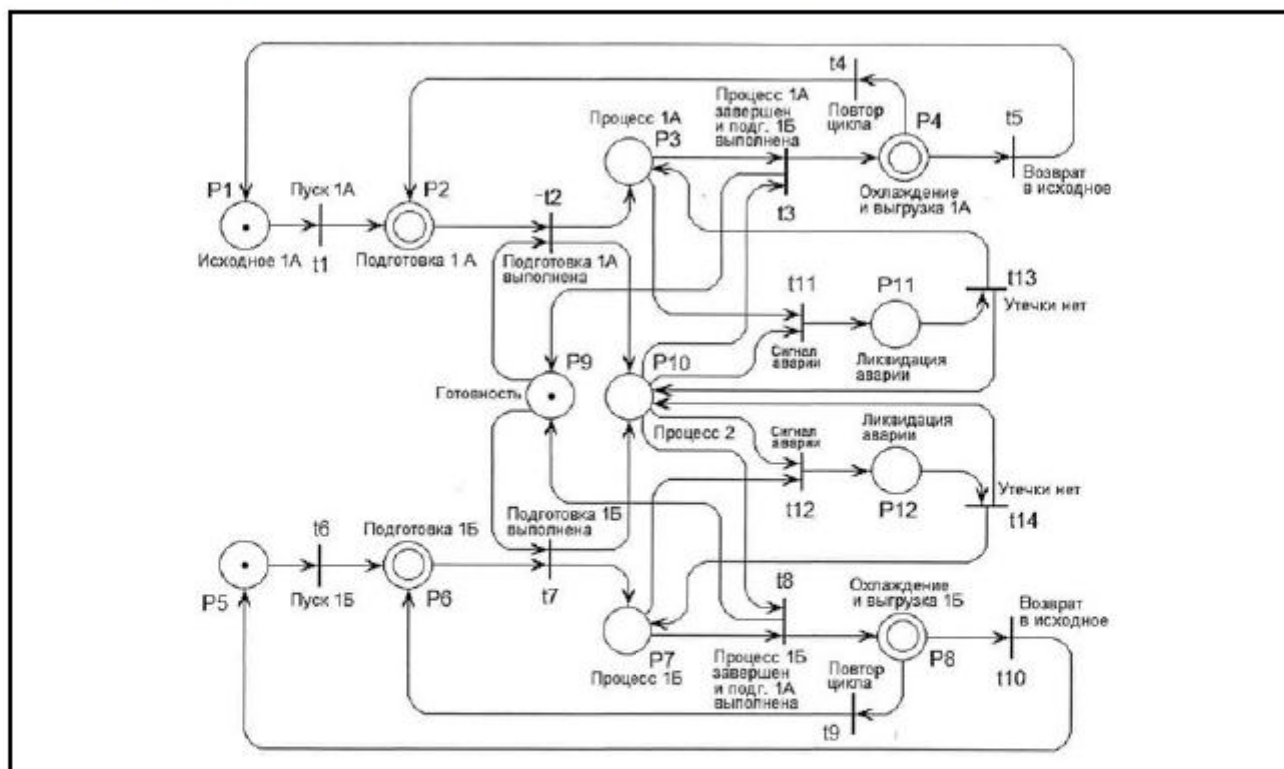 t4
Процесс 1А
завершен
и подг. 1Б
выполнена
Повтор
цикла
P4
t5
Процесс 1А
P3
Возврат
в исходное
P1
Пуск 1А
P2
t2
t3
Охлаждение
и выгрузка 1А
Исходное 1А
t1
Подготовка 1 А
Подготовка 1А
выполнена
t11
P11
t13
Утечки нет
P9
P10
Сигнал
аварии
Ликвидация
аварии
Готовность
Процесс 2
Сигнал
аварии
Ликвидация
аварии
Утечки нет
t12
P12
t14
t6
Подготовка 1Б
Подготовка 1Б
выполнена
P5
Пуск 1Б
P6
t7
t8
Охлаждение
и выгрузка 1Б
Возврат
в исходное
P7
Процесс 1Б
Процесс 1Б
завершен
и подг. 1А
выполнена
Повтор
цикла
P8
t10
t9